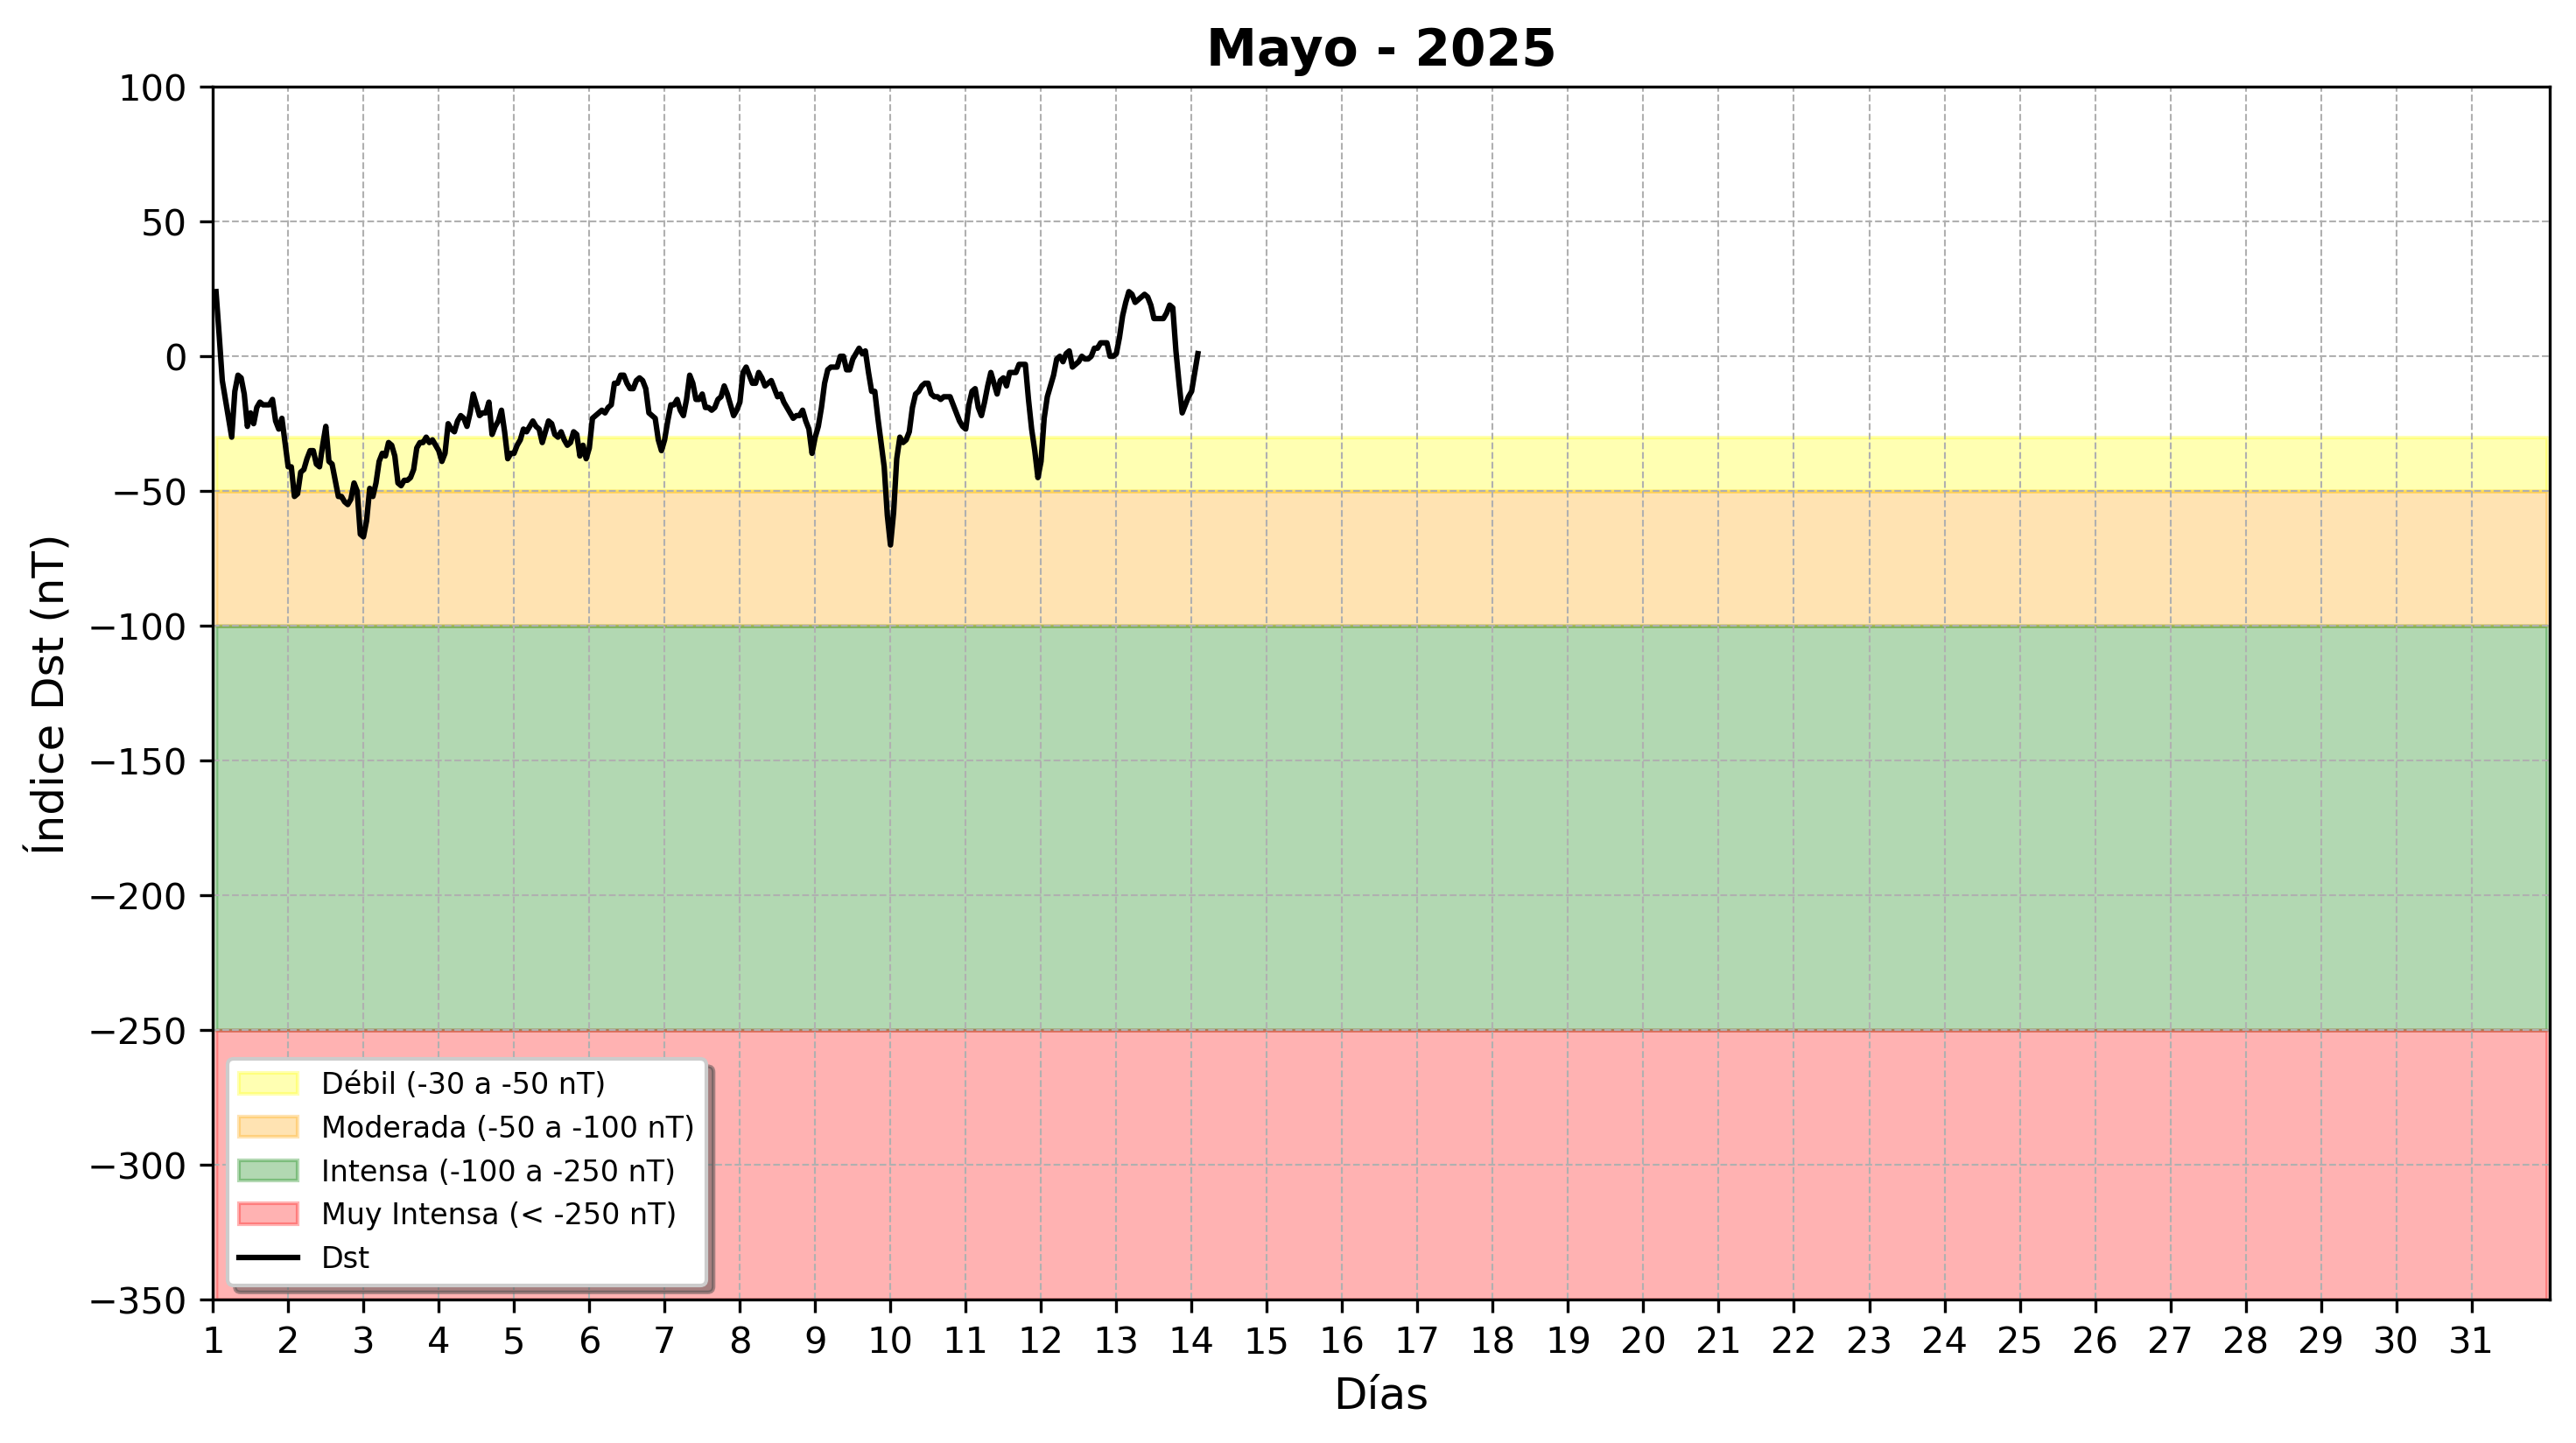 Mayo - 2025
100
50
0
−50
−100
−150
−200
−250
−300
−350
Índice Dst (nT)
Débil (-30 a -50 nT)
Moderada (-50 a -100 nT)
Intensa (-100 a -250 nT)
Muy Intensa (< -250 nT)
Dst
1 2 3 4 5 6 7 8 9 10 11 12 13 14 15 16 17 18 19 20 21 22 23 24 25 26 27 28 29 30 31
Días